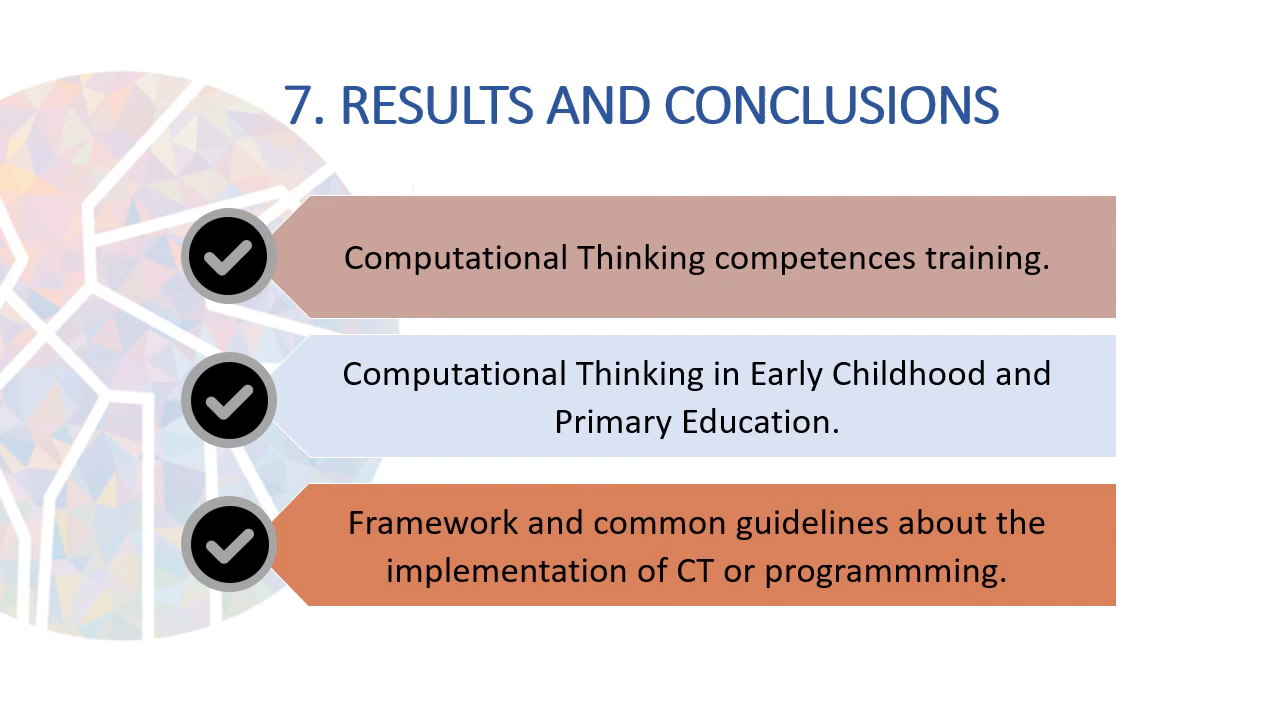 7. RESULTS AND CONCLUSIONS
Computational Thinking competences training.
Computational Thinking in Early Childhood and
Primary Education.
Framework and common guidelines about the
implementation of CT or programmming.